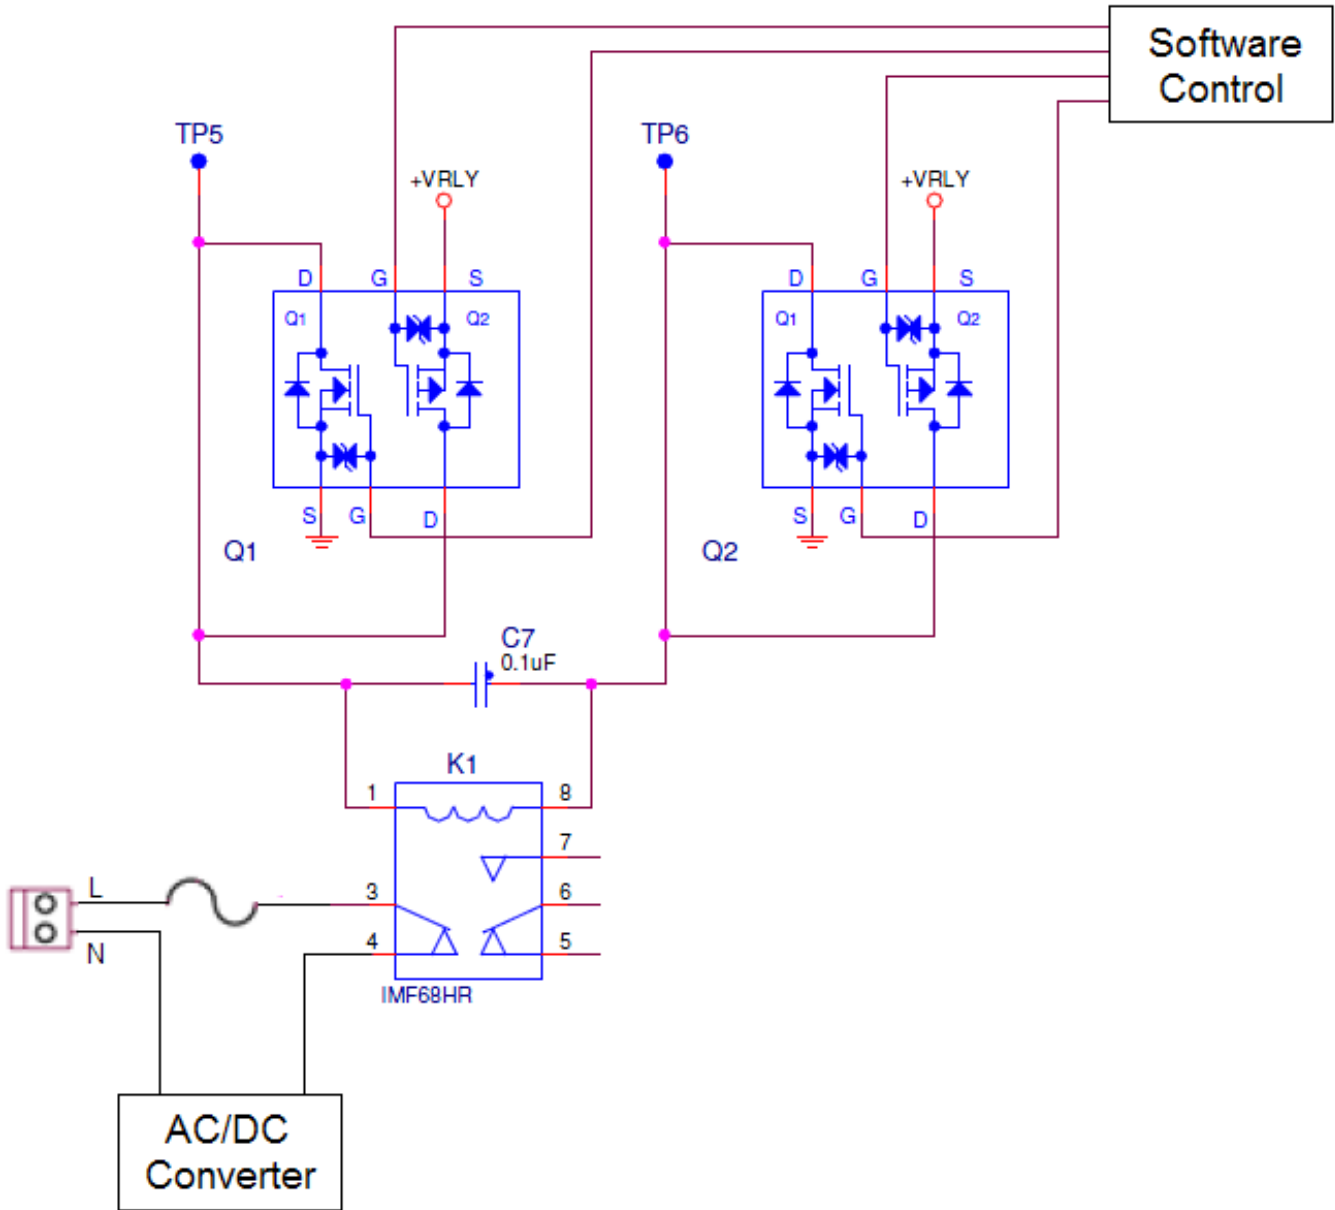 Software
Control
TP5
TP6
+VRLY
+VRLY
D
G
S
D
G
S
Q1
Q2
Q1
Q2
S
G
D
S
G
D
Q1
Q2
C7
0.1uF
K1
1
8
7
L
3
6
N
4
5
IMF68HR
AC/DC
Converter